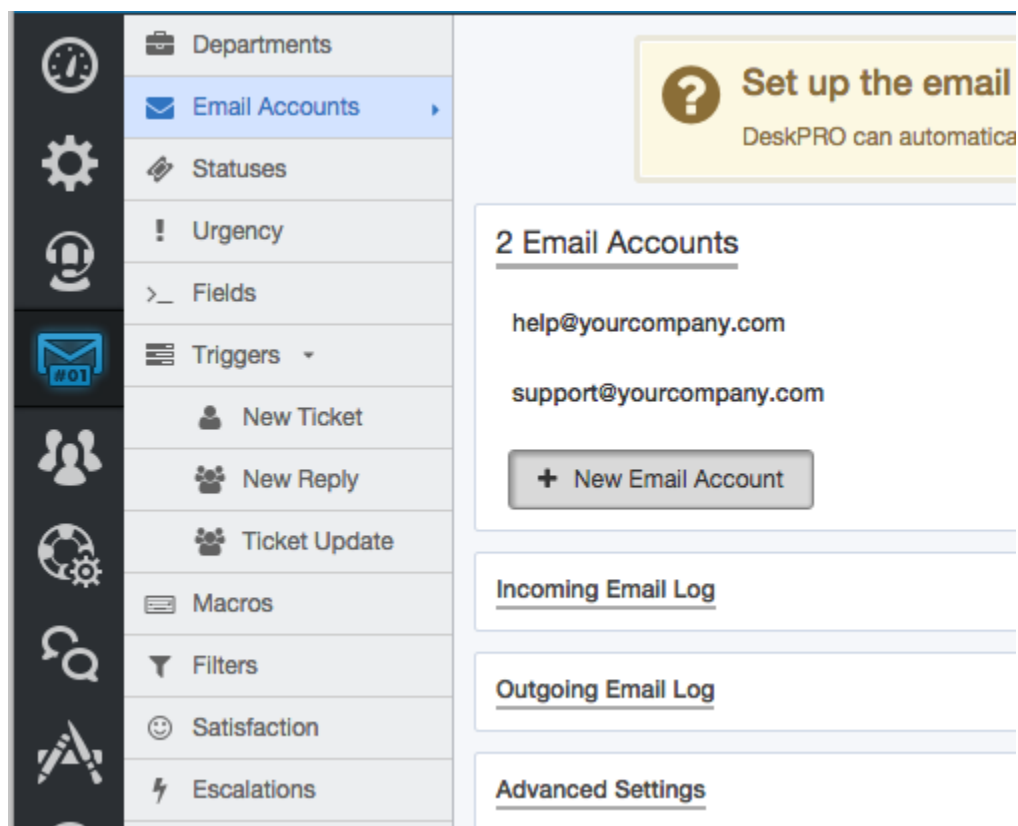 Departments
Email Accounts
Statuses
Urgency
Fields
Triggers
New Ticket
New Reply
Ticket Update
Macros
Filters
Satisfaction
Escalations
#01
Set up the email
DeskPRO can automatica
2 Email Accounts
help@yourcompany.com
support@yourcompany.com
+ New Email Account
Incoming Email Log
Outgoing Email Log
Advanced Settings